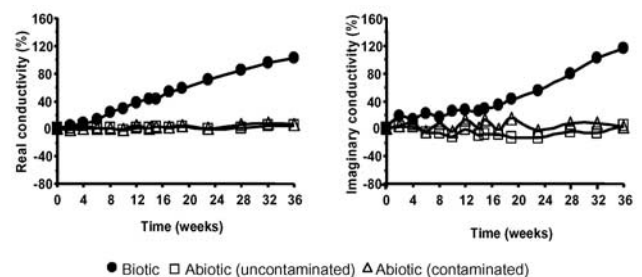 160
120
80
40
0
-40
-80
Real conductivity (%)
0 4 8 12 16 20 24 28 32 36
Time (weeks)
160
120
80
40
0
-40
-80
Imaginary conductivity (%)
0 4 8 12 16 20 24 28 32 36
Time (weeks)
Biotic Abiotic (uncontaminated) Abiotic (contaminated)